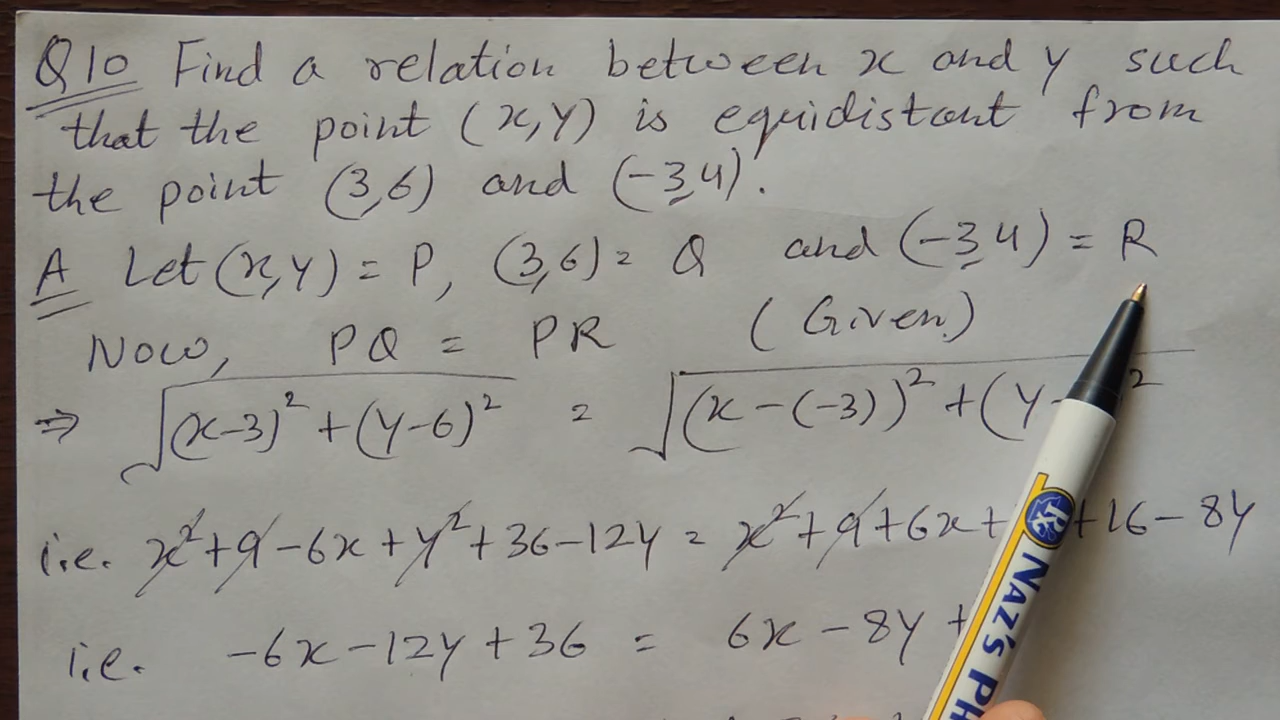 Q10 Find a relation between x and y such
that the point (x,y) is equidistant from
the point (3,6) and (-3,4).
A Let (x,y) = P, (3,6) = Q and (-3,4) = R
Now, PQ = PR (Given)
⇒ √(x-3)² + (y-6)² = √(x-(-3))² + (y- ²
i.e. x² + 9 - 6x + y² + 36 - 12y = x² + 9 + 6x + + 16 - 8y
i.e. -6x - 12y + 36 = 6x - 8y +
NAZ'S PH